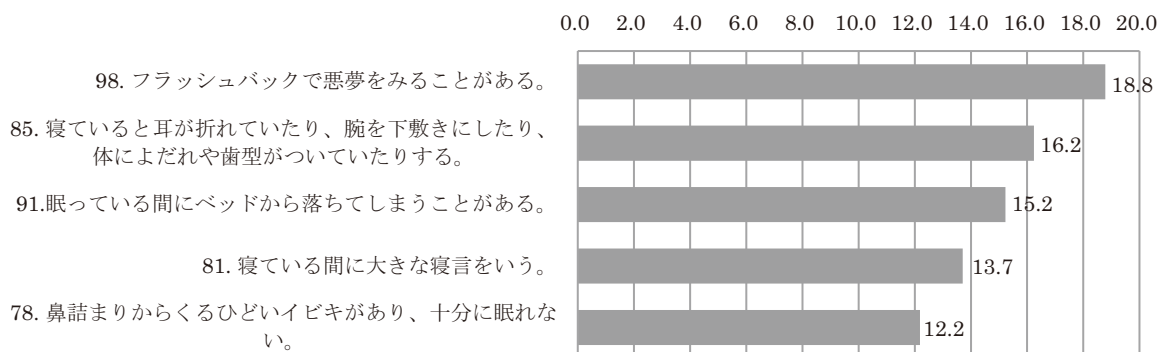 0.0 2.0 4.0 6.0 8.0 10.0 12.0 14.0 16.0 18.0 20.0
98. フラッシュバックで悪夢をみることがある。
18.8
85. 寝ていると耳が折れていたり、腕を下敷きにしたり、
体によだれや歯型がついていたりする。
16.2
91.眠っている間にベッドから落ちてしまうことがある。
15.2
81. 寝ている間に大きな寝言をいう。
13.7
78. 鼻詰まりからくるひどいイビキがあり、十分に眠れな
い。
12.2